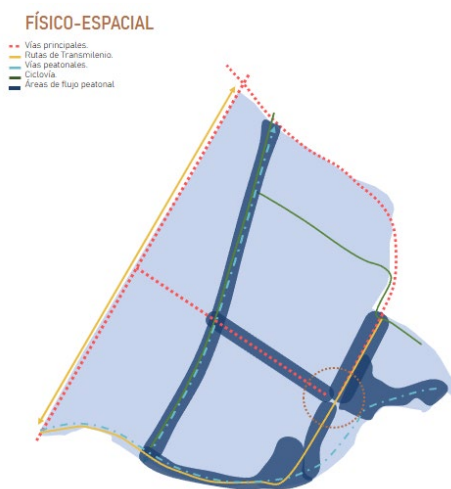 FÍSICO-ESPACIAL
Vías principales.
Rutas de Transmilenio.
Vías peatonales.
Ciclovía.
Áreas de flujo peatonal